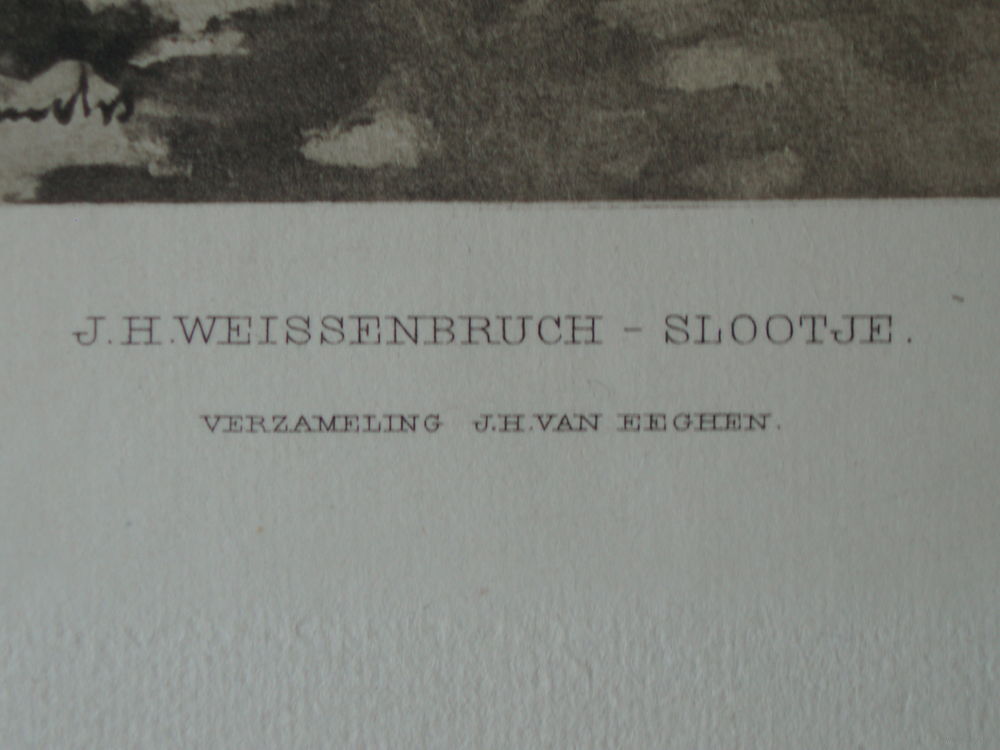 J.H.WEISSENBRUCH – SLOOTJE.
VERZAMELING J.H.VAN EEGHEN.